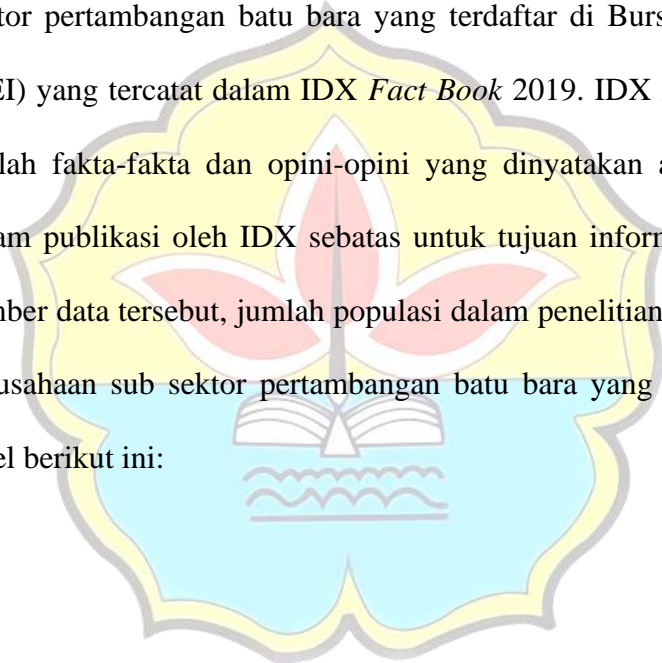 tor pertambangan batu bara yang terdaftar di Burs
EI) yang tercatat dalam IDX Fact Book 2019. IDX
lah fakta-fakta dan opini-opini yang dinyatakan a
am publikasi oleh IDX sebatas untuk tujuan inform
nber data tersebut, jumlah populasi dalam penelitian
usahaan sub sektor pertambangan batu bara yang
el berikut ini: